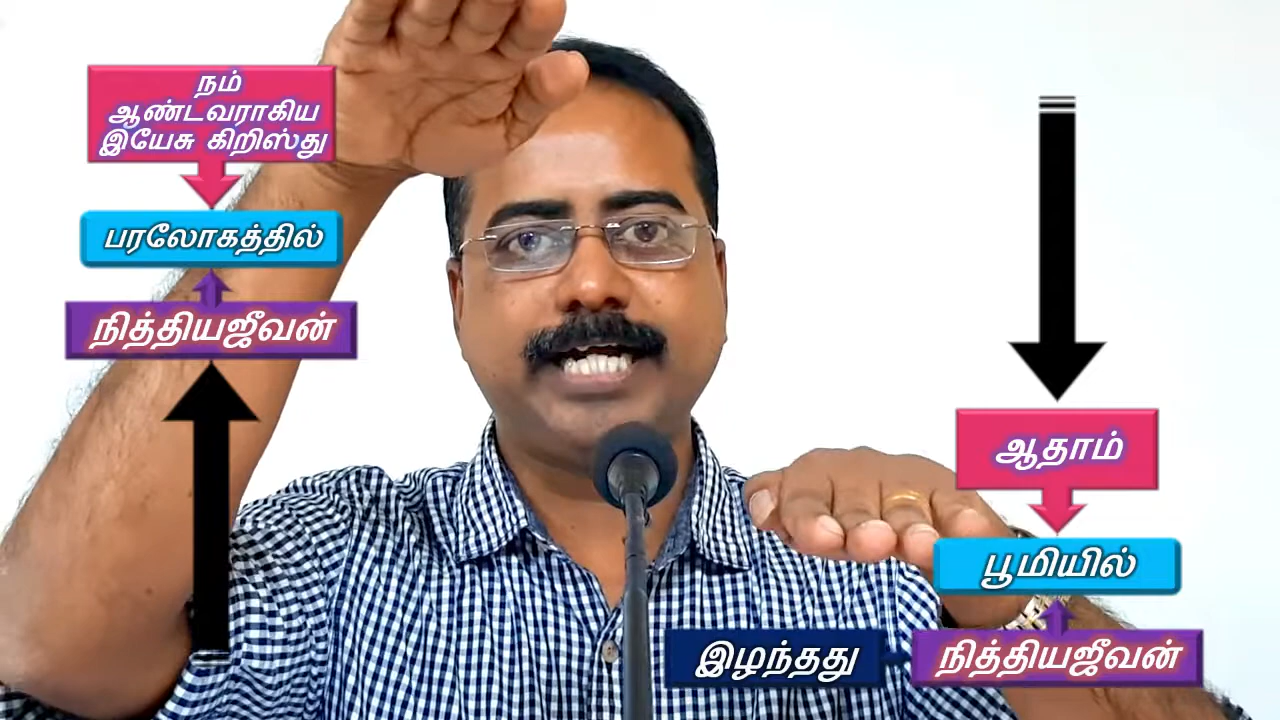 நம்
ஆண்டவராகிய
இயேசு கிறிஸ்து
பரலோகத்தில்
நித்தியஜீவன்
ஆதாம்
பூமியில்
இழந்தது
நித்தியஜீவன்